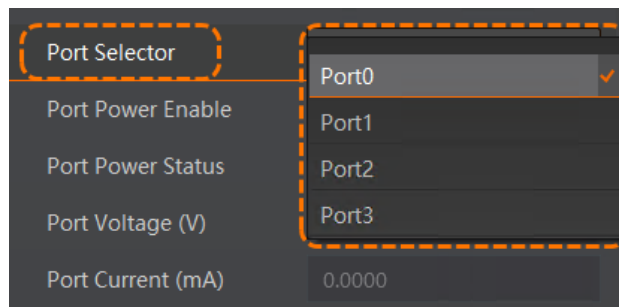 Port Selector
Port0
Port Power Enable
Port1
Port Power Status
Port2
Port Voltage (V)
Port3
Port Current (mA) 0.0000